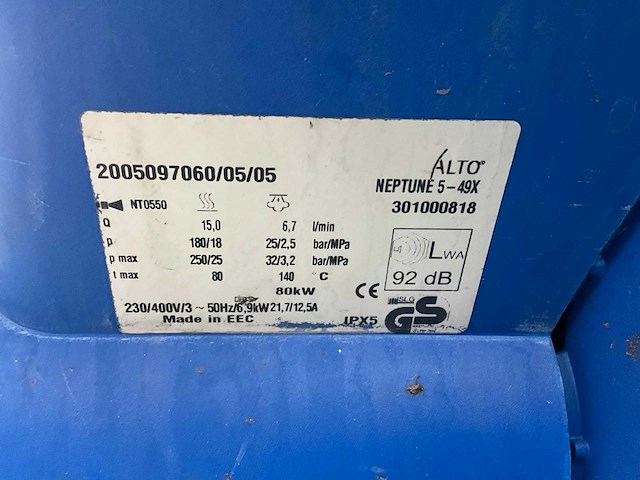 2005097060/05/05
ALTO®
NEPTUNE 5-49X
301000818
NT0550
Q 15,0 6,7 l/min
p 180/18 25/2,5 bar/MPa
p max 250/25 32/3,2 bar/MPa
t max 80 140 C
80kW
LWA
92 dB
230/400V/3~50Hz/6,9kW 21,7/12,5A
Made in EEC
IPX5
CE
SLG
GS